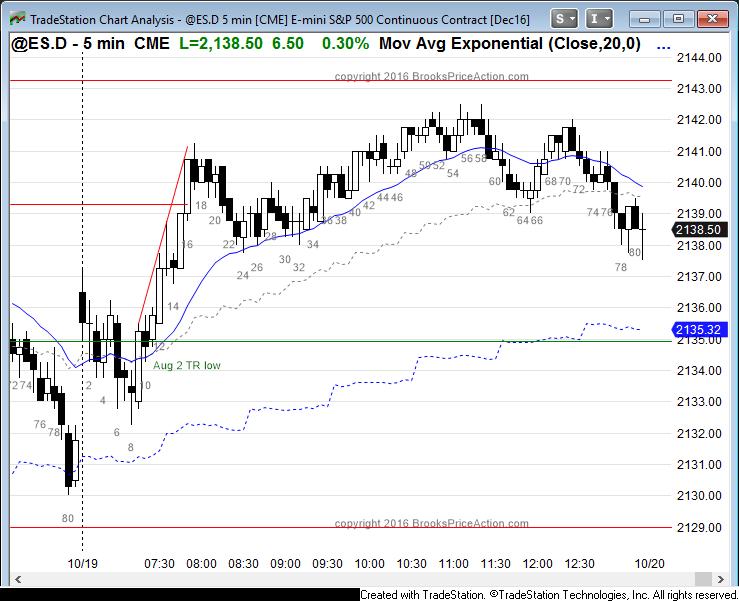 TradeStation Chart Analysis - @ES.D 5 min [CME] E-mini S&P 500 Continuous Contract [Dec16]
S I
@ES.D - 5 min CME L=2,138.50 6.50 0.30% Mov Avg Exponential (Close,20,0) ...
2144.00
copyright 2016 BrooksPriceAction.com
2143.00
2142.00
2141.00
2140.00
2139.00
2138.50
2138.00
2137.00
2136.00
2135.32
2135.00
2134.00
2133.00
2132.00
2131.00
2130.00
2129.00
48 50 52 54 56 58
60 68 70 72
38 40 42 44 46
18 20 62 64 66 74 76
16 22 28 34 36 80
24 26 30 32 78
14
12
Aug 2 TR low
72 74 2 10
4
76 78 6
8
80
copyright 2016 BrooksPriceAction.com
10/19 07:30 08:00 08:30 09:00 09:30 10:00 10:30 11:00 11:30 12:00 12:30 10/20
Created with TradeStation. ©TradeStation Technologies, Inc. All rights reserved.